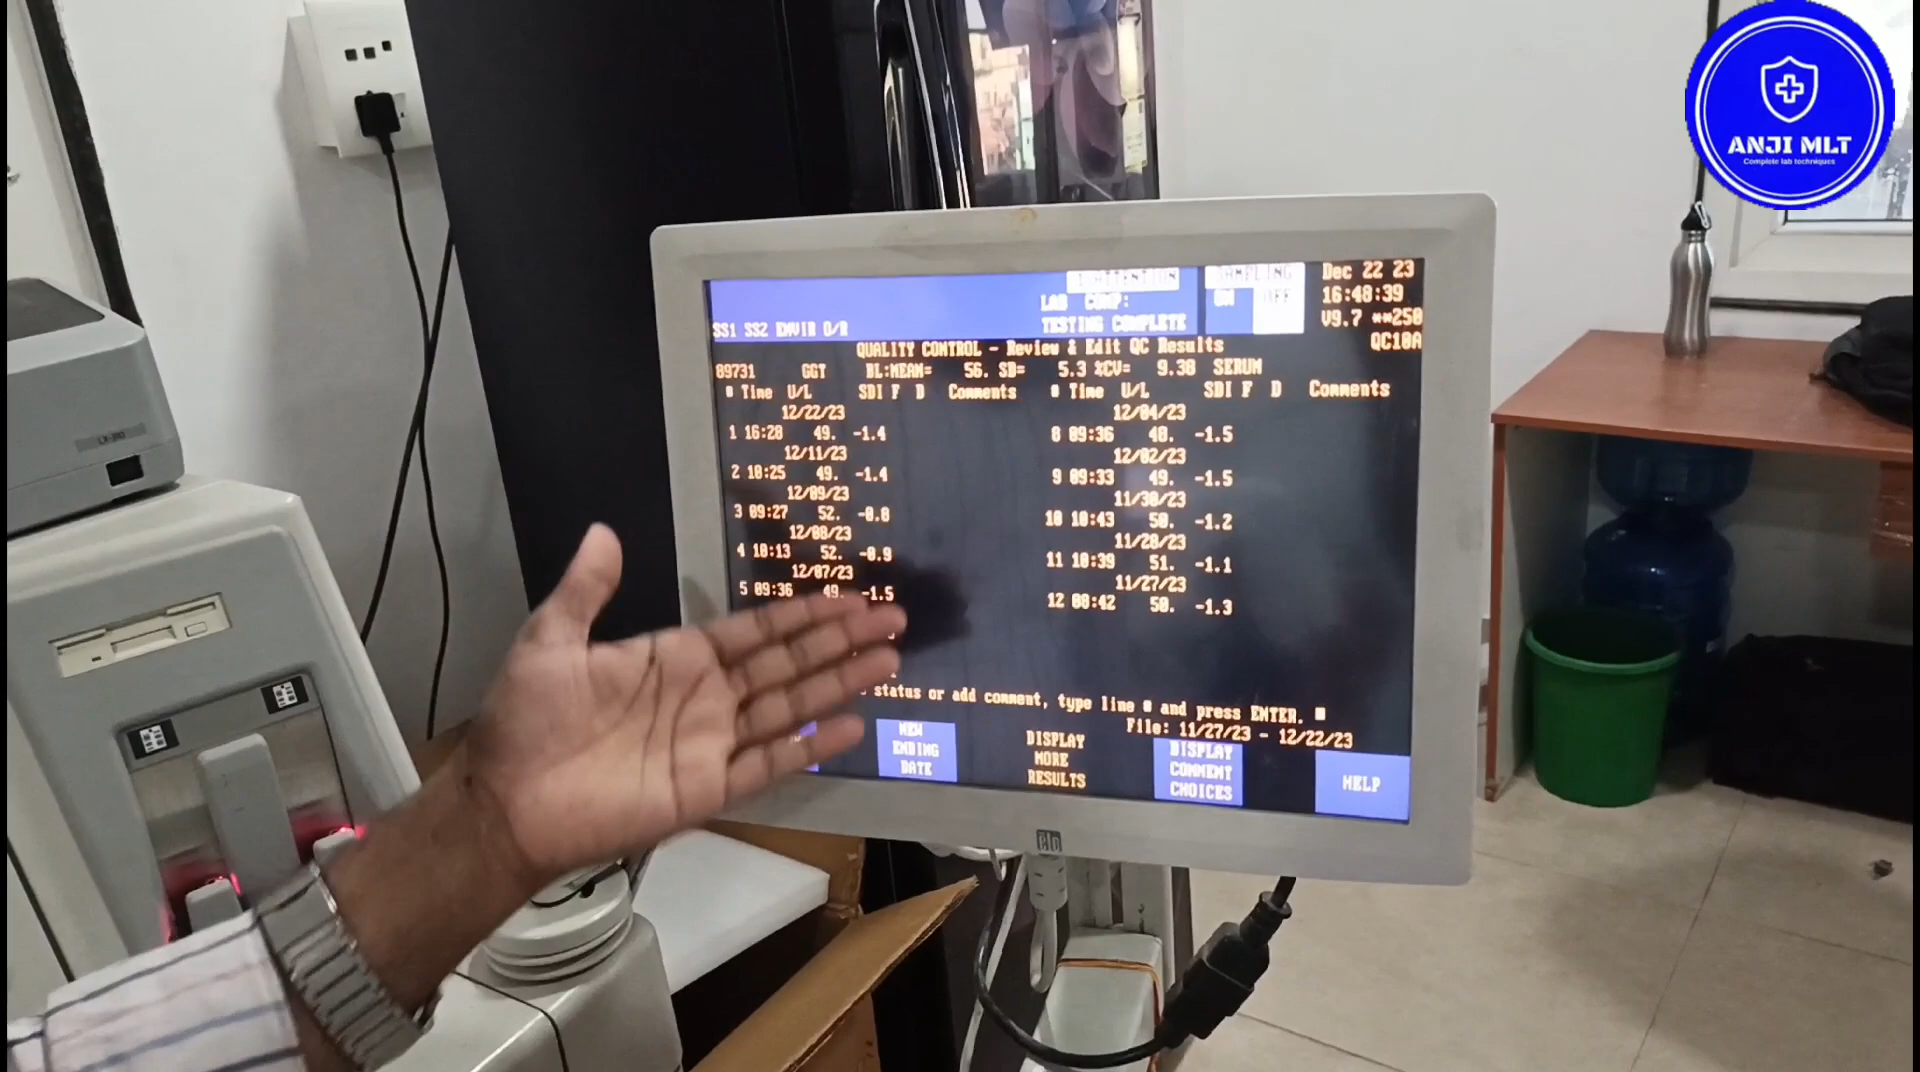 ANJI MLT
Complete lab techniques
LAB COMP:
TESTING COMPLETE
SS1 SS2 ENVIR O/R
ON OFF
Dec 22 23
16:48:39
V9.7 **250
QC10A
QUALITY CONTROL - Review & Edit QC Results
89731 GGT BL:MEAN= 56. SD= 5.3 %CV= 9.38 SERUM
# Time U/L SDI F D Comments
12/22/23
1 16:28 49. -1.4
12/11/23
2 10:25 49. -1.4
12/09/23
3 09:27 52. -0.8
12/08/23
4 10:13 52. -0.9
12/07/23
5 09:36 49. -1.5
# Time U/L SDI F D Comments
12/04/23
8 09:36 48. -1.5
12/02/23
9 09:33 49. -1.5
11/30/23
10 10:43 50. -1.2
11/28/23
11 10:39 51. -1.1
11/27/23
12 08:42 50. -1.3
status or add comment, type line # and press ENTER.
File: 11/27/23 - 12/22/23
NEW
ENDING
DATE
DISPLAY
MORE
RESULTS
DISPLAY
COMMENT
CHOICES
HELP
elo